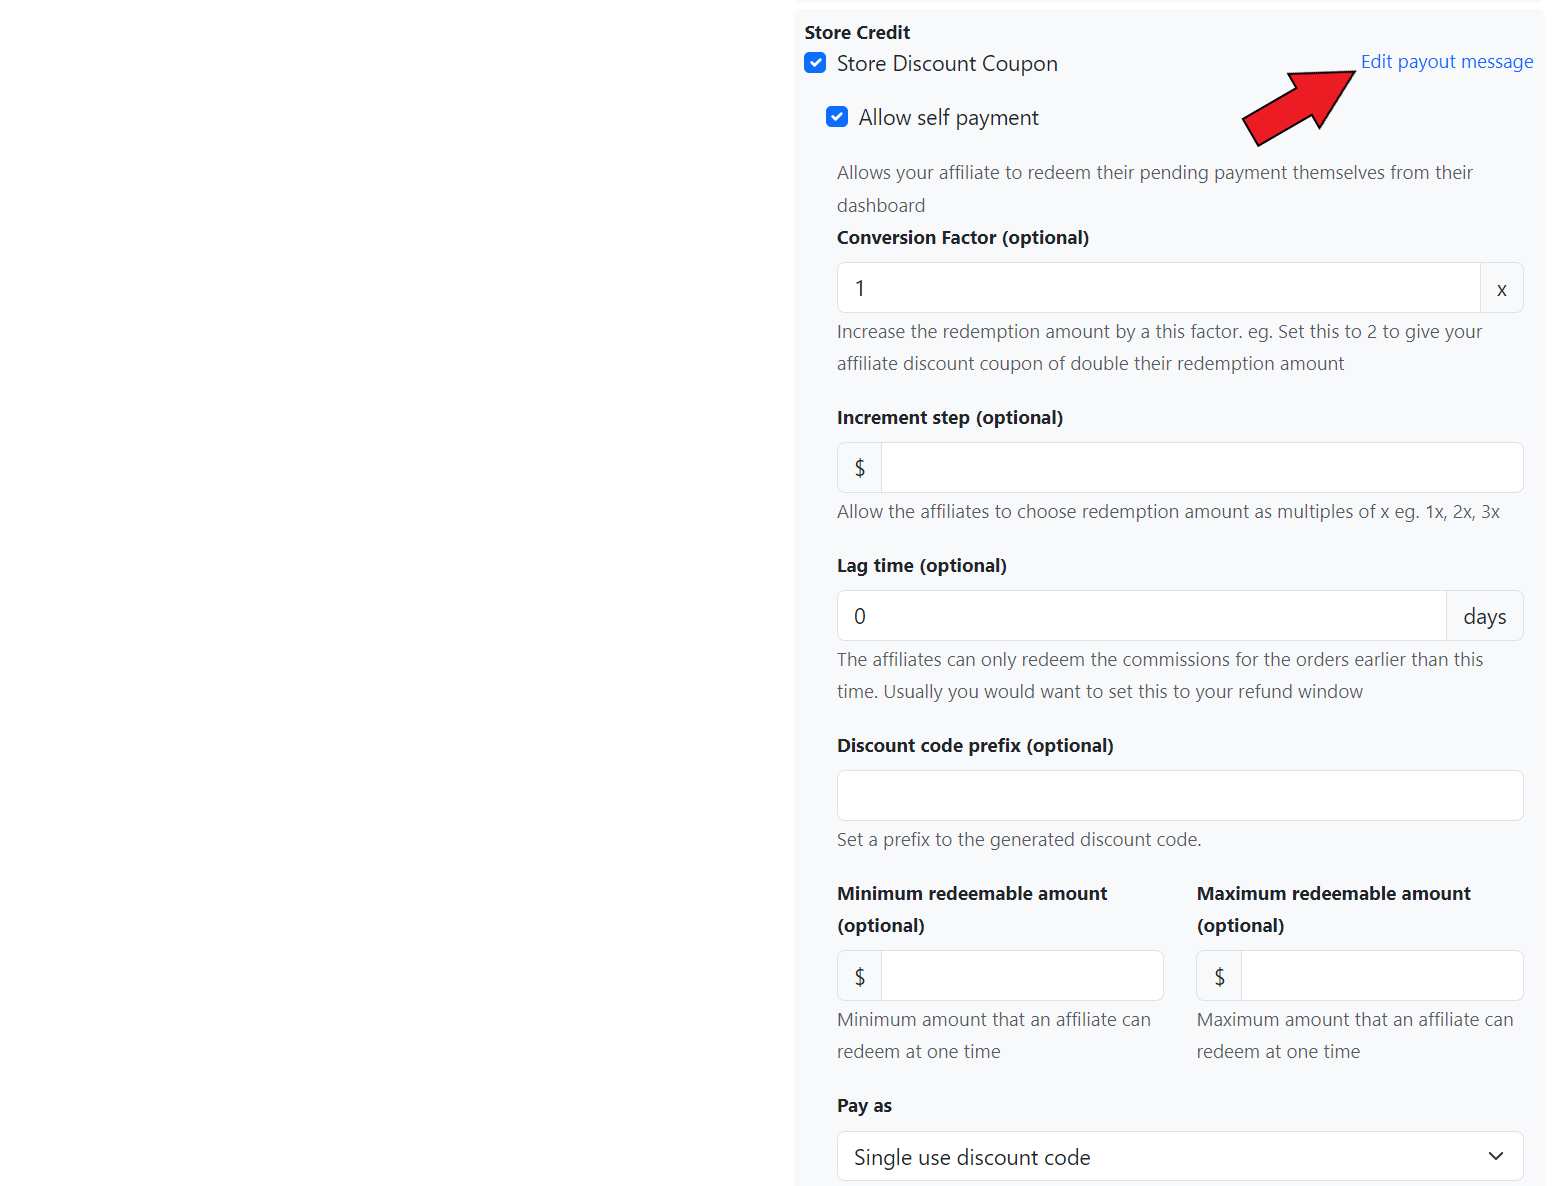 Store Credit
Store Discount Coupon
Edit payout message
Allow self payment
Allows your affiliate to redeem their pending payment themselves from their
dashboard
Conversion Factor (optional)
1
x
Increase the redemption amount by a this factor. eg. Set this to 2 to give your
affiliate discount coupon of double their redemption amount
Increment step (optional)
$
Allow the affiliates to choose redemption amount as multiples of x eg. 1x, 2x, 3x
Lag time (optional)
0
days
The affiliates can only redeem the commissions for the orders earlier than this
time. Usually you would want to set this to your refund window
Discount code prefix (optional)
Set a prefix to the generated discount code.
Minimum redeemable amount
(optional)
$
Minimum amount that an affiliate can
redeem at one time
Maximum redeemable amount
(optional)
$
Maximum amount that an affiliate can
redeem at one time
Pay as
Single use discount code